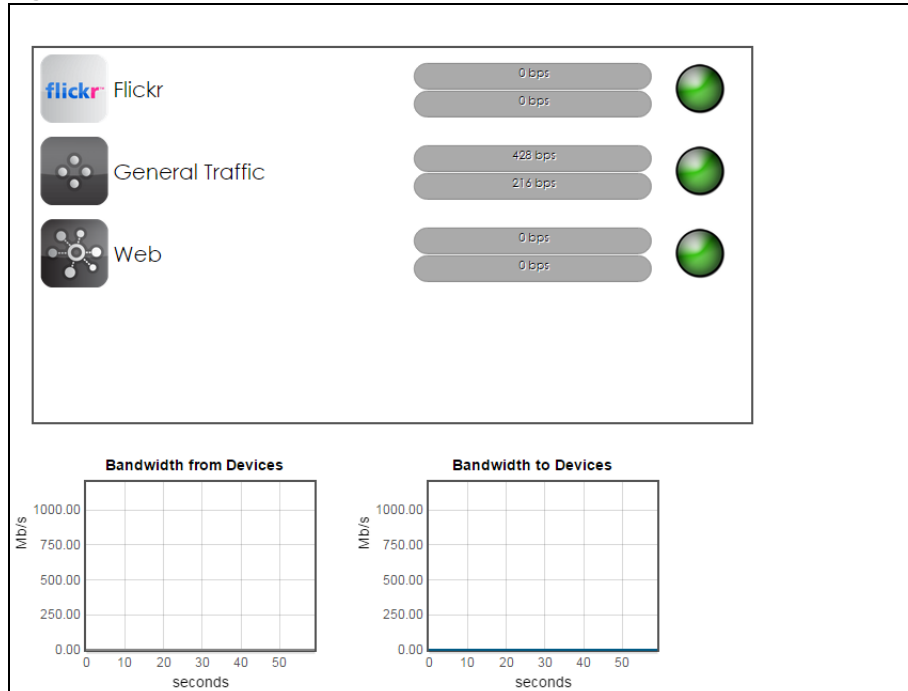 flickr Flickr
0 bps
0 bps
General Traffic
428 bps
216 bps
Web
0 bps
0 bps
Bandwidth from Devices
Mb/s
1000.00
750.00
500.00
250.00
0.00
0 10 20 30 40 50
seconds
Bandwidth to Devices
Mb/s
1000.00
750.00
500.00
250.00
0.00
0 10 20 30 40 50
seconds